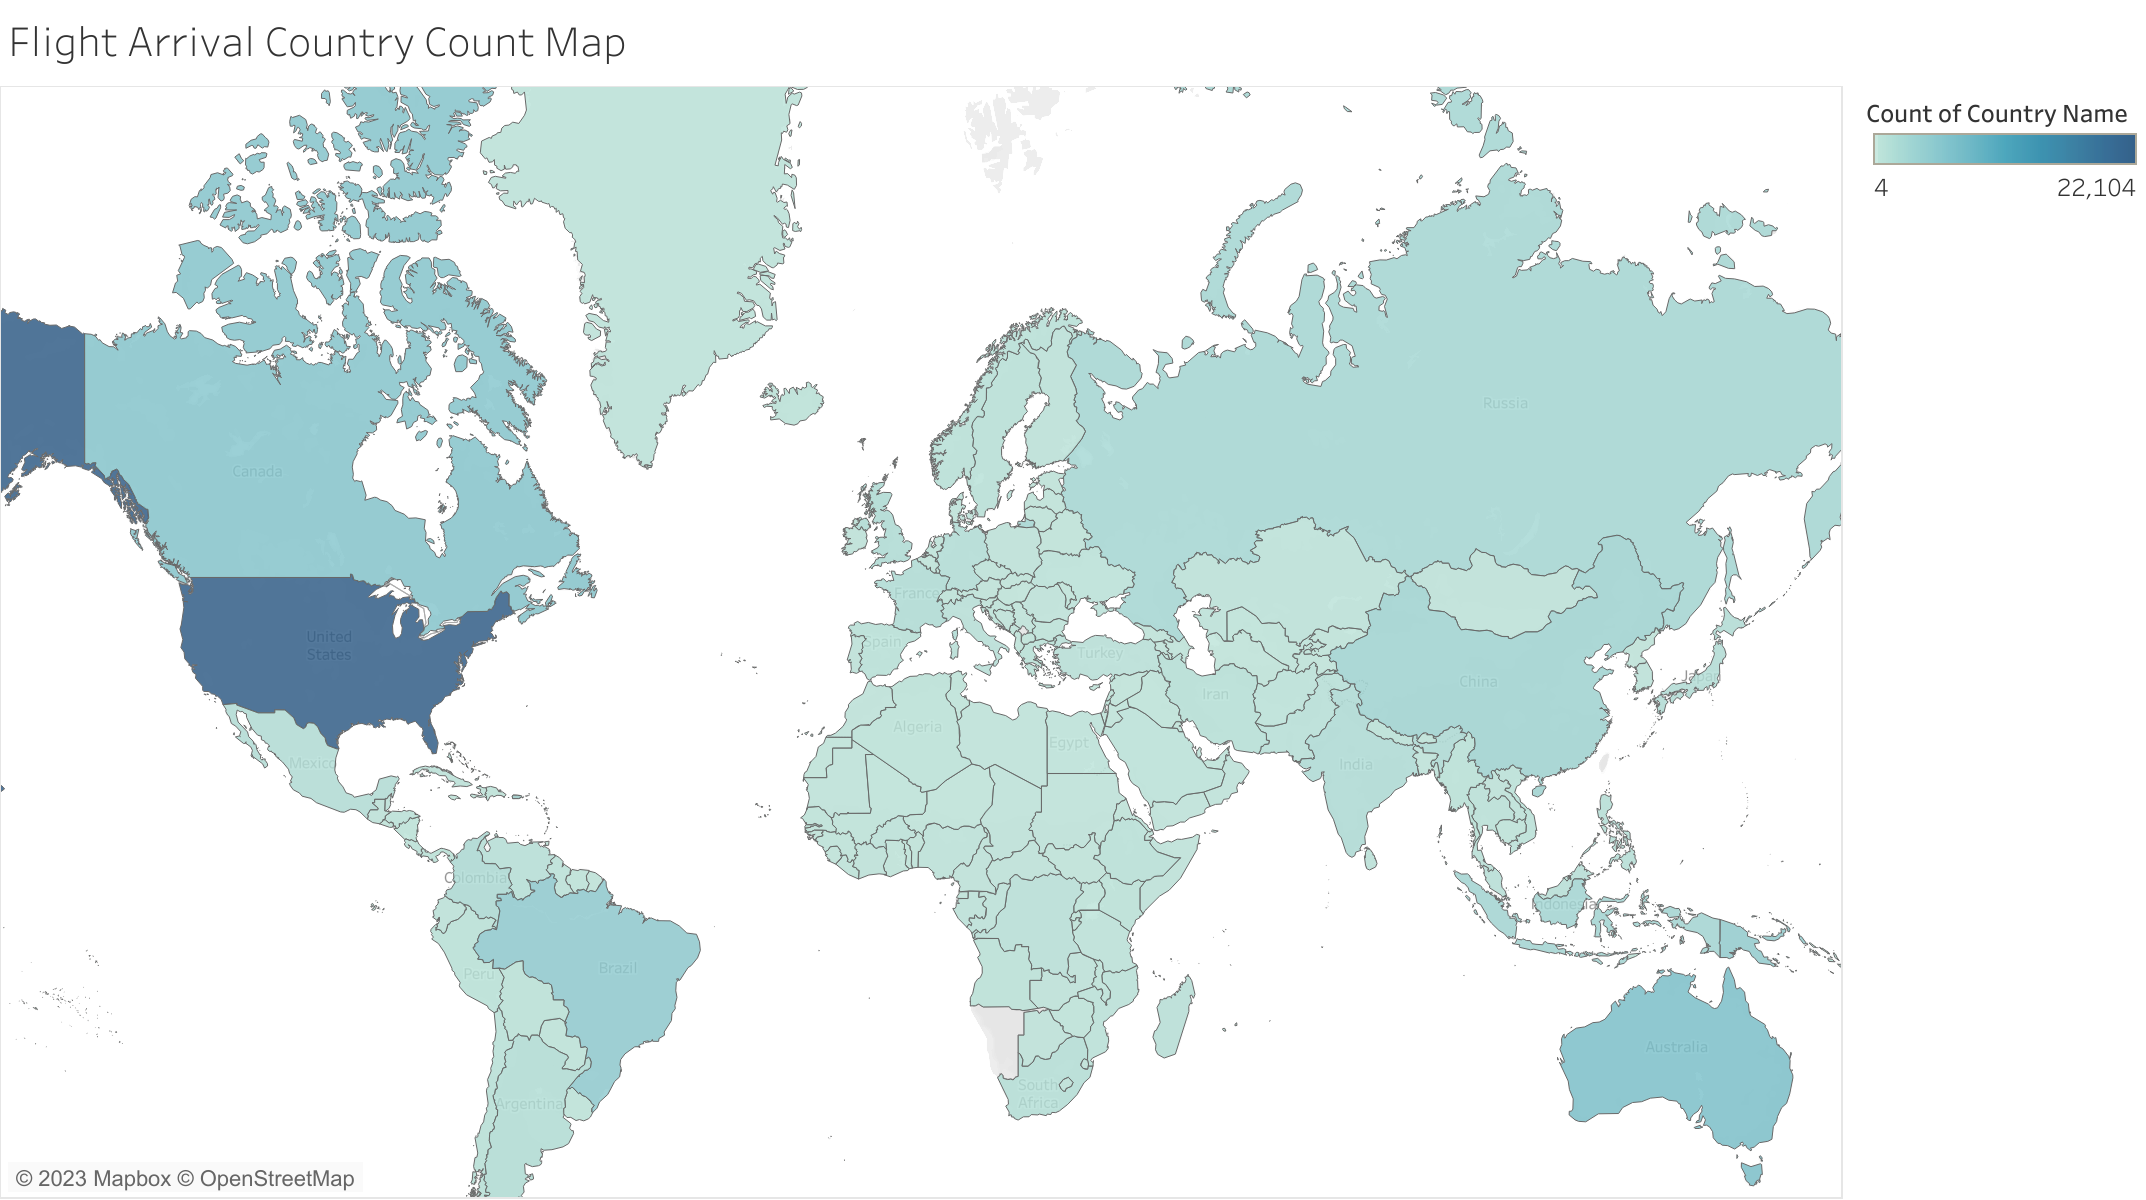 Flight Arrival Country Count Map
Count of Country Name
4
22,104
Russia
Canada
France
United
States
Spain
Turkey
China
Japan
Iran
Algeria
Egypt
Mexico
India
Colombia
Indonesia
Brazil
Peru
Australia
South
Africa
Argentina
© 2023 Mapbox © OpenStreetMap